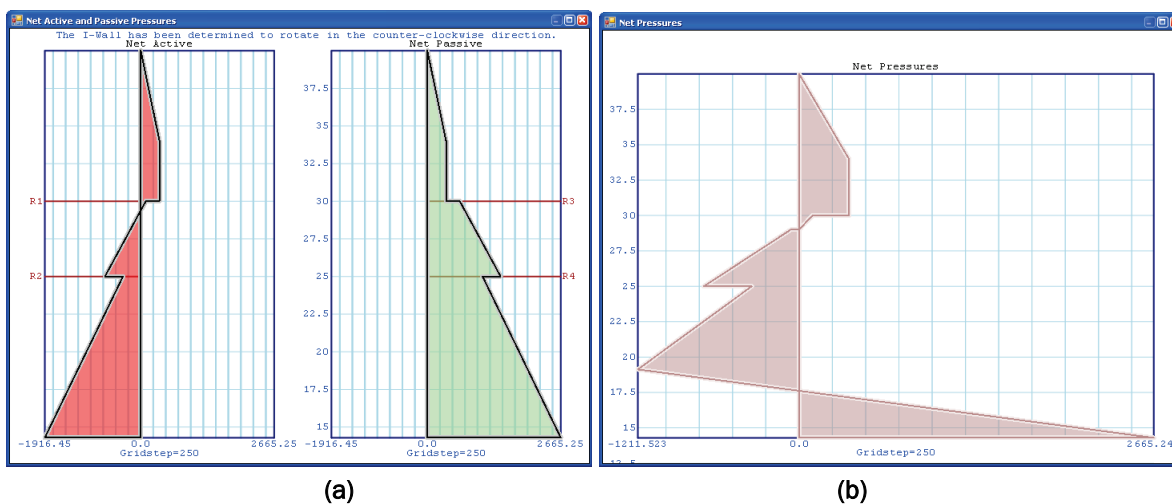 Net Active and Passive Pressures
The I-Wall has been determined to rotate in the counter-clockwise direction.
Net Active
Net Passive
37.5
35
32.5
30
27.5
25
22.5
20
17.5
15
R1
R2
R3
R4
-1916.45
0.0
2665.25
Gridstep=250
-1916.45
0.0
2665.25
Gridstep=250
(a)
Net Pressures
Net Pressures
37.5
35
32.5
30
27.5
25
22.5
20
17.5
15
-1211.523
0.0
2665.24
Gridstep=250
(b)